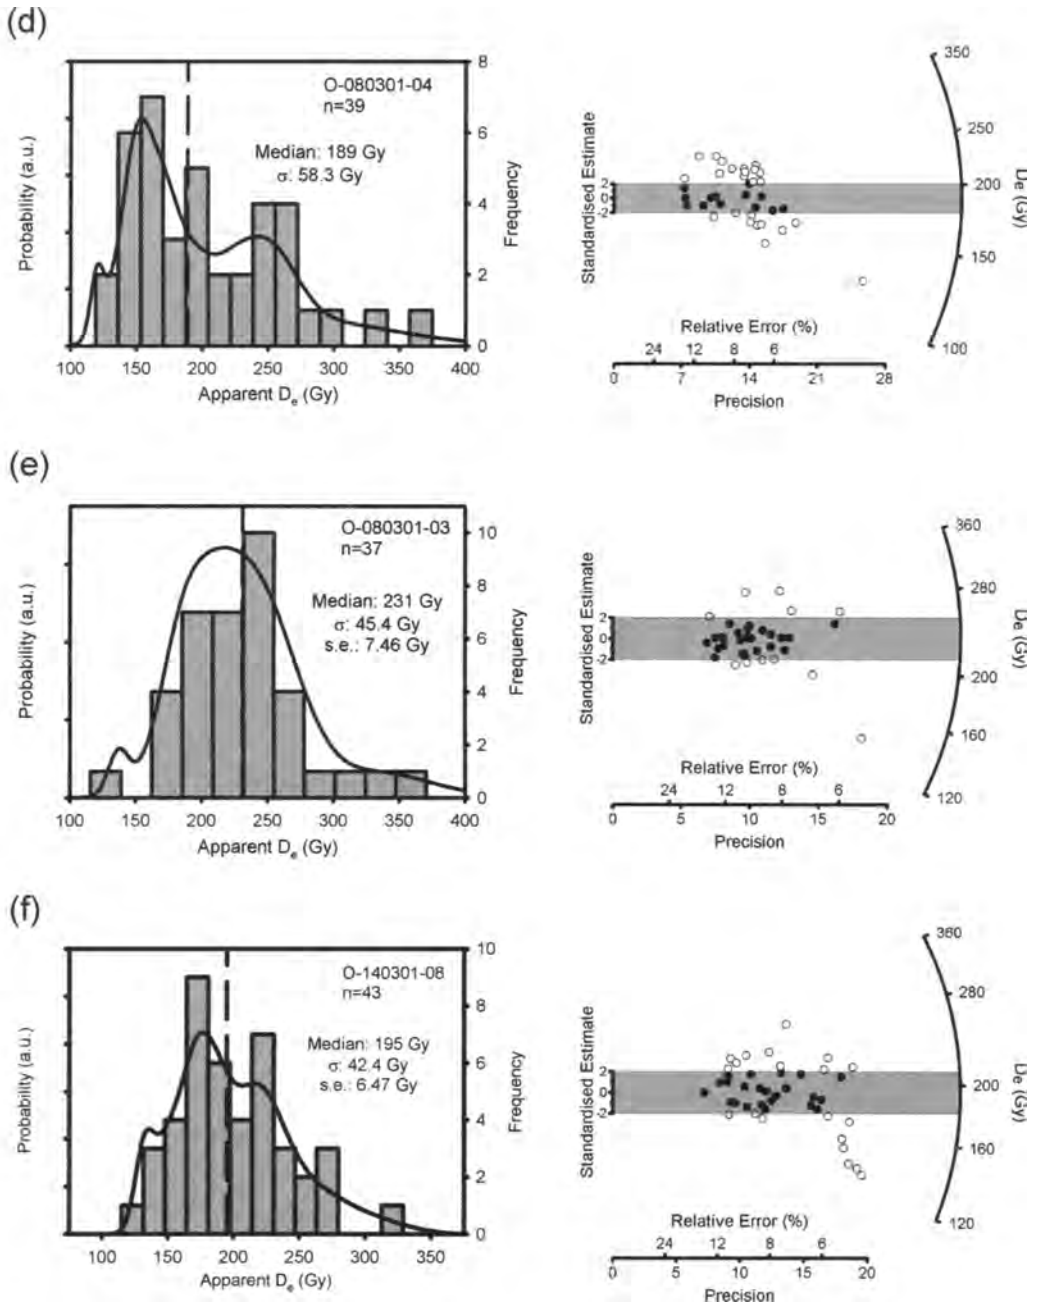 (d)
8
6
4
2
0
Probability (a.u.)
Frequency
O-080301-04
n=39
Median: 189 Gy
σ: 58.3 Gy
100 150 200 250 300 350 400
Apparent De (Gy)
Standardised Estimate
2
0
-2
350
250
200
150
100
De (Gy)
Relative Error (%)
24 12 8 6
0 7 14 21 28
Precision
(e)
10
8
6
4
2
0
Probability (a.u.)
Frequency
O-080301-03
n=37
Median: 231 Gy
σ: 45.4 Gy
s.e.: 7.46 Gy
100 150 200 250 300 350 400
Apparent De (Gy)
Standardised Estimate
2
0
-2
360
280
200
160
120
De (Gy)
Relative Error (%)
24 12 8 6
0 5 10 15 20
Precision
(f)
10
8
6
4
2
0
Probability (a.u.)
Frequency
O-140301-08
n=43
Median: 195 Gy
σ: 42.4 Gy
s.e.: 6.47 Gy
100 150 200 250 300 350
Apparent De (Gy)
Standardised Estimate
2
0
-2
360
280
200
160
120
De (Gy)
Relative Error (%)
24 12 8 6
0 5 10 15 20
Precision